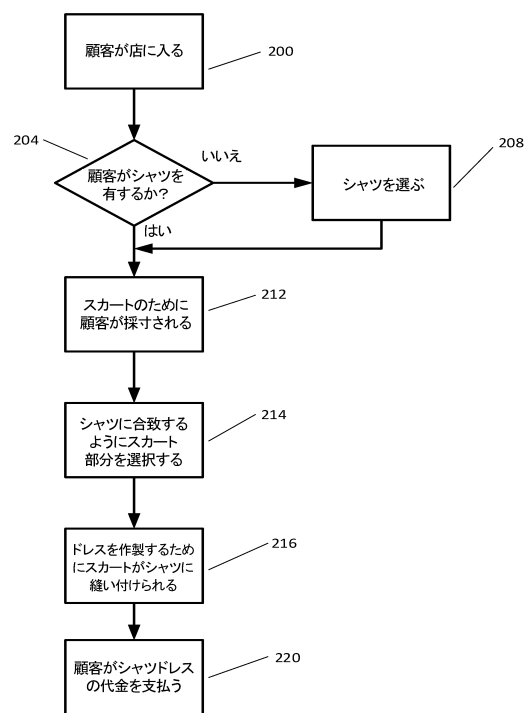 顧客が店に入る
200
204
顧客がシャツを
有するか？
いいえ
シャツを選ぶ
208
はい
スカートのために
顧客が採寸される
212
シャツに合致する
ようにスカート
部分を選択する
214
ドレスを作製するため
にスカートがシャツに
縫い付けられる
216
顧客がシャツドレス
の代金を支払う
220